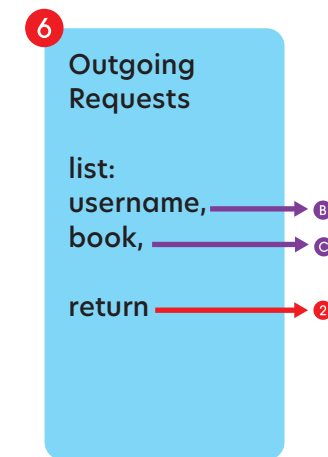 6
Outgoing
Requests
list:
username, B
book, C
return 2